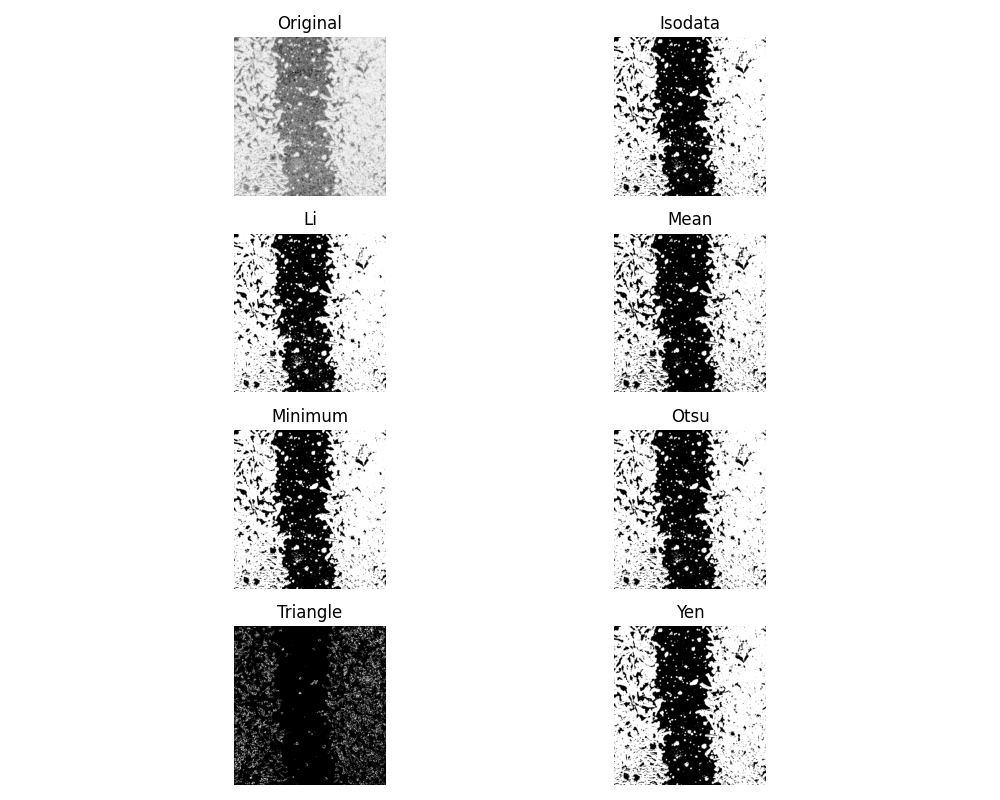 Original
Isodata
Li
Mean
Minimum
Otsu
Triangle
Yen